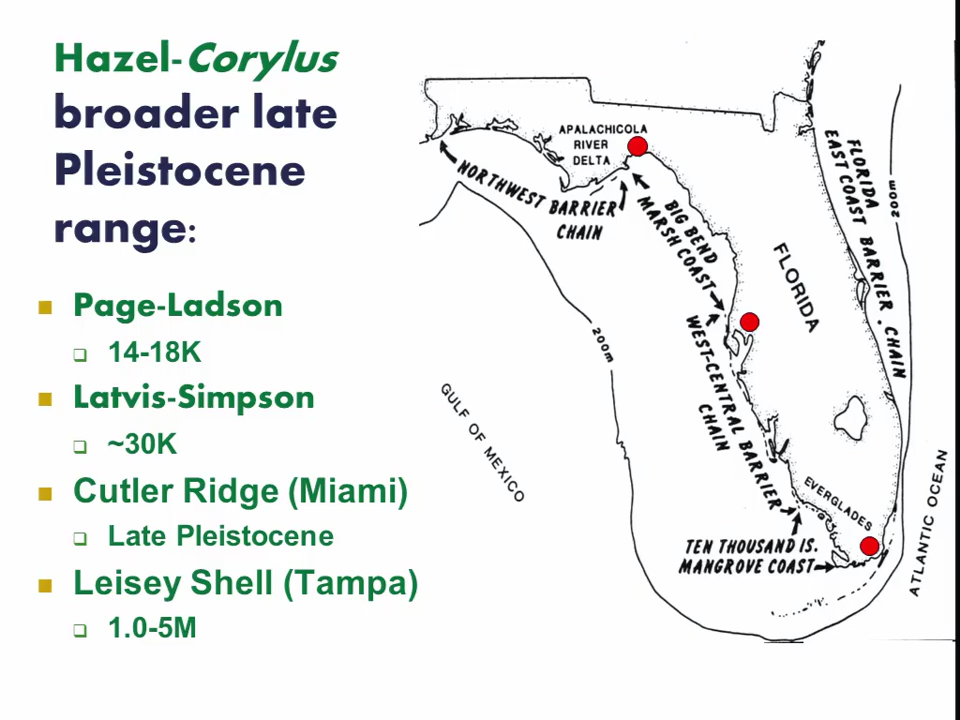 Hazel-Corylus
broader late
Pleistocene
range:
Page-Ladson
14-18K
Latvis-Simpson
~30K
Cutler Ridge (Miami)
Late Pleistocene
Leisey Shell (Tampa)
1.0-5M
APALACHICOLA
RIVER
DELTA
NORTHWEST BARRIER
CHAIN
BIG BEND
MARSH COAST
WEST-CENTRAL BARRIER
CHAIN
FLORIDA
FLORIDA
EAST COAST BARRIER CHAIN
200m
200m
GULF OF MEXICO
EVERGLADES
TEN THOUSAND IS.
MANGROVE COAST
ATLANTIC OCEAN